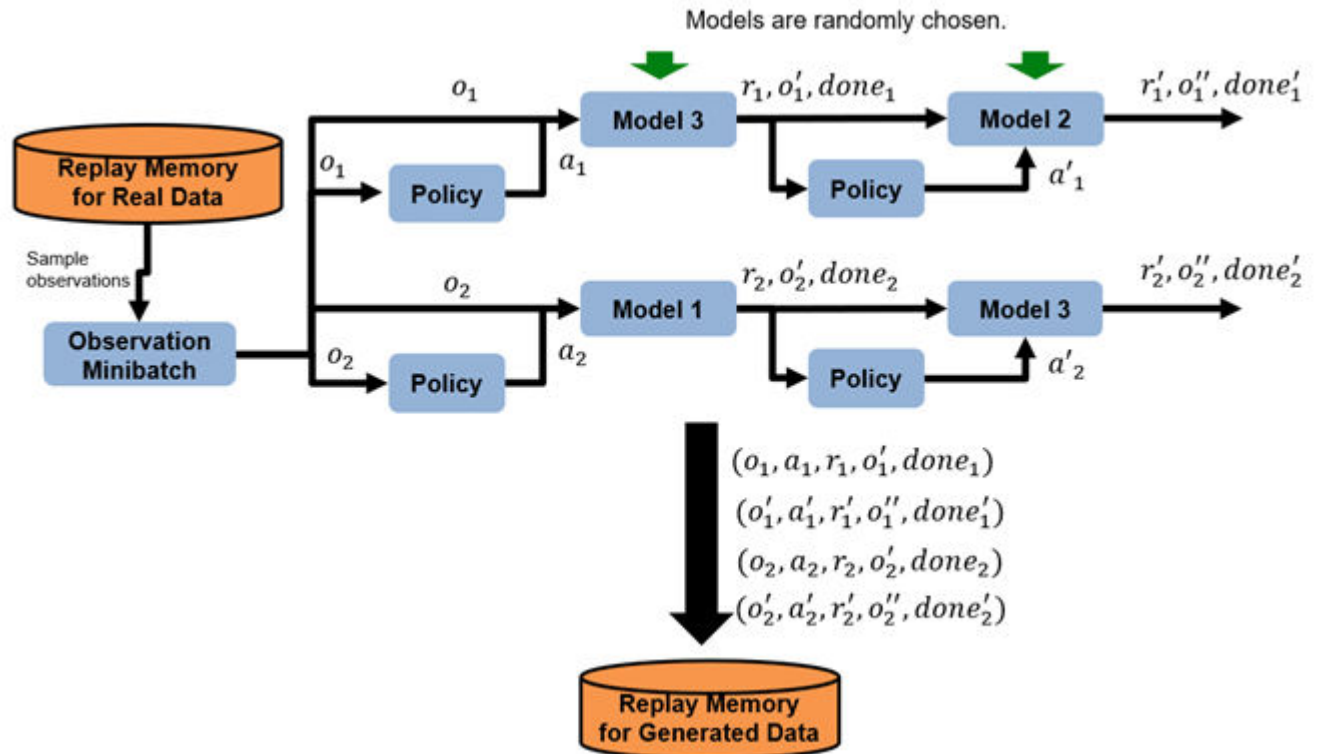 Models are randomly chosen.
o₁
r₁, o′₁, done₁
r′₁, o″₁, done′₁
Model 3
Model 2
Replay Memory
for Real Data
o₁
Policy
a₁
Policy
a′₁
Sample
observations
o₂
r₂, o′₂, done₂
r′₂, o″₂, done′₂
Model 1
Model 3
Observation
Minibatch
o₂
Policy
a₂
Policy
a′₂
(o₁, a₁, r₁, o′₁, done₁)
(o′₁, a′₁, r′₁, o″₁, done′₁)
(o₂, a₂, r₂, o′₂, done₂)
(o′₂, a′₂, r′₂, o″₂, done′₂)
Replay Memory
for Generated Data